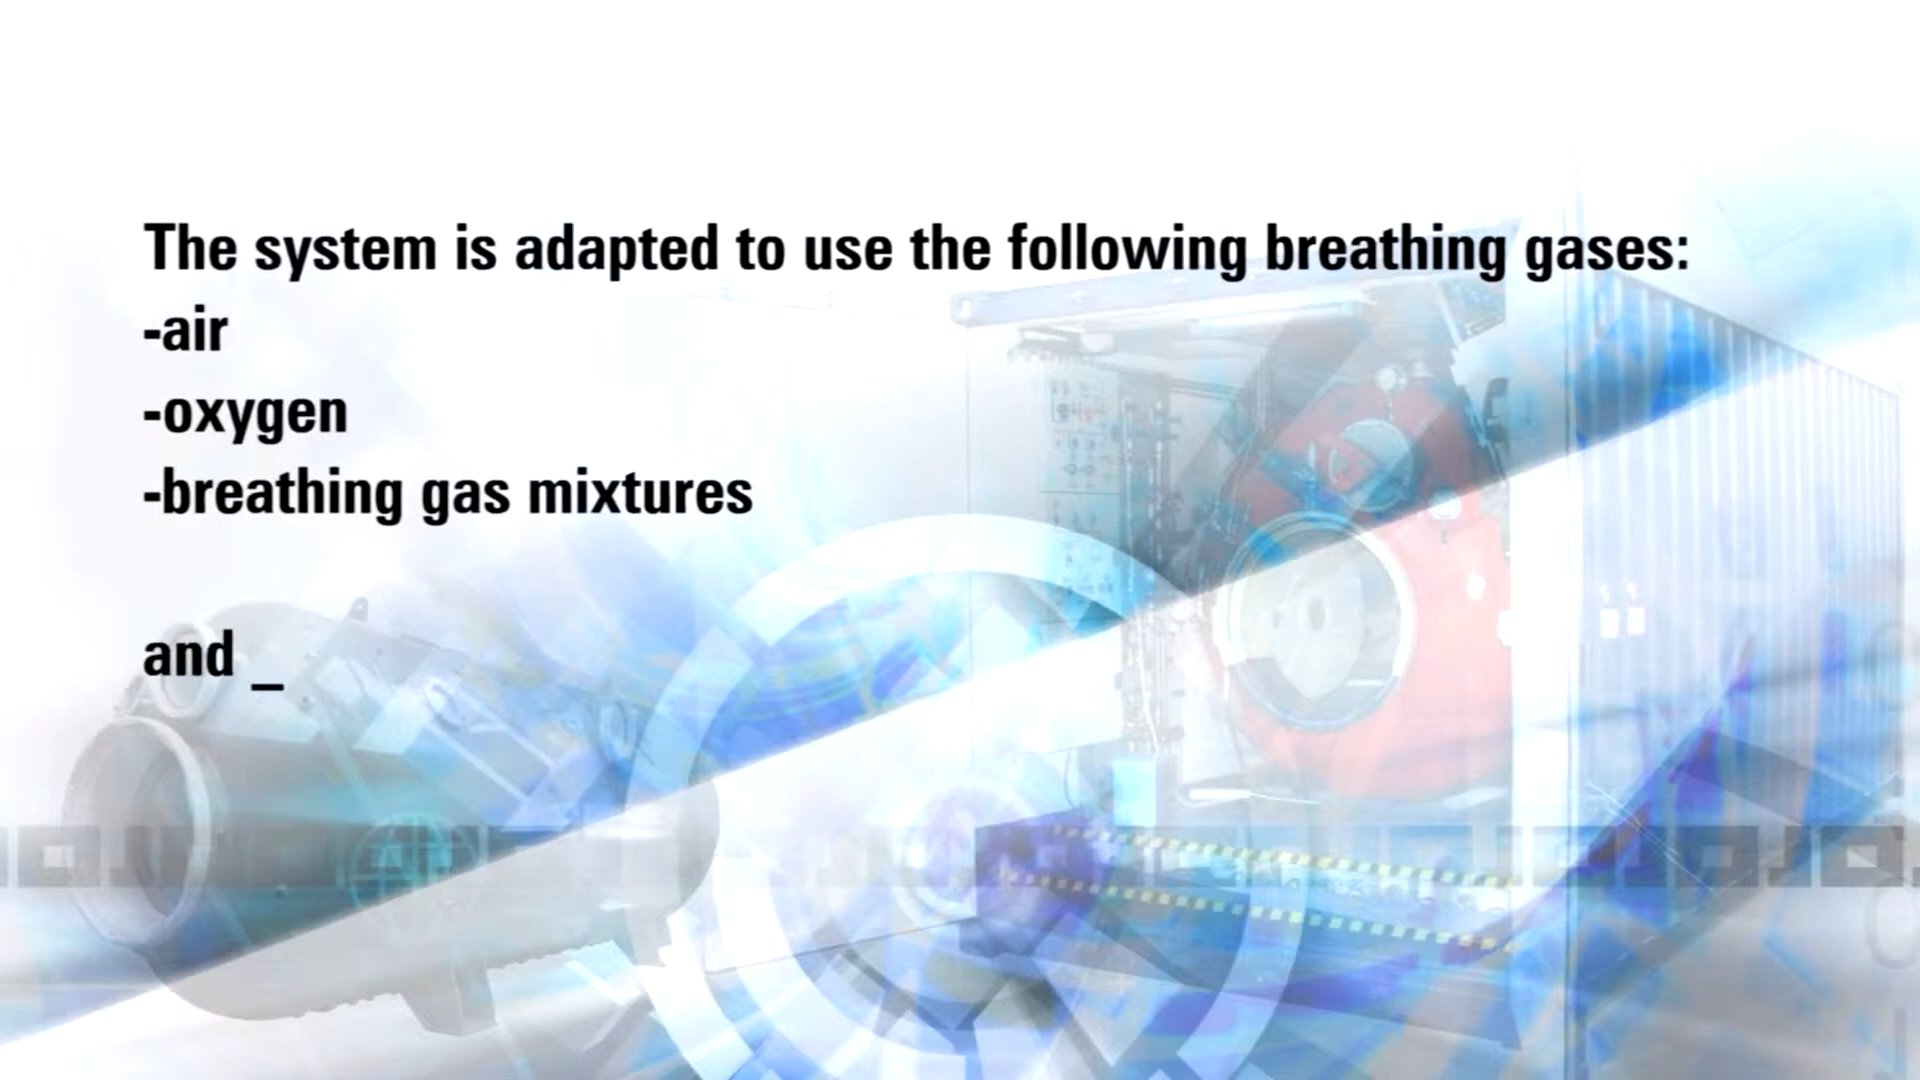 The system is adapted to use the following breathing gases:
-air
-oxygen
-breathing gas mixtures
and _